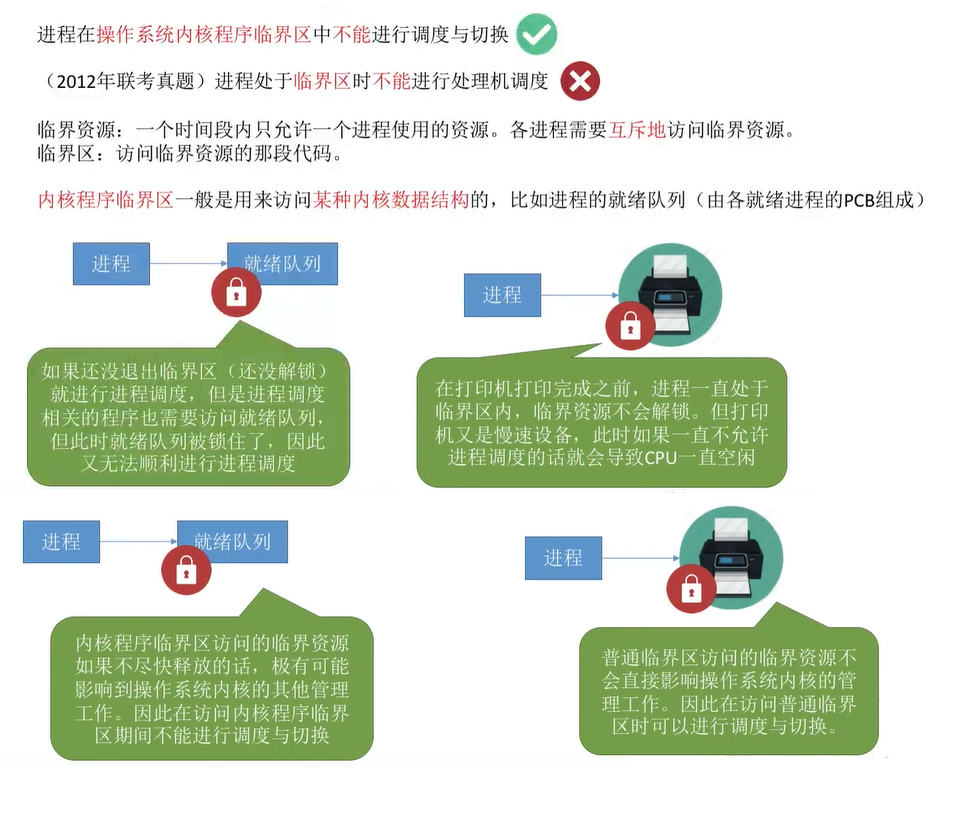 进程在操作系统内核程序临界区中不能进行调度与切换
（2012年联考真题）进程处于临界区时不能进行处理机调度
临界资源：一个时间段内只允许一个进程使用的资源。各进程需要互斥地访问临界资源。
临界区：访问临界资源的那段代码。
内核程序临界区一般是用来访问某种内核数据结构的，比如进程的就绪队列（由各就绪进程的PCB组成）
进程
就绪队列
如果还没退出临界区（还没解锁）
就进行进程调度，但是进程调度
相关的程序也需要访问就绪队列，
但此时就绪队列被锁住了，因此
又无法顺利进行进程调度
进程
在打印机打印完成之前，进程一直处于
临界区内，临界资源不会解锁。但打印
机又是慢速设备，此时如果一直不允许
进程调度的话就会导致CPU一直空闲
进程
就绪队列
内核程序临界区访问的临界资源
如果不尽快释放的话，极有可能
影响到操作系统内核的其他管理
工作。因此在访问内核程序临界
区期间不能进行调度与切换
进程
普通临界区访问的临界资源不
会直接影响操作系统内核的管
理工作。因此在访问普通临界
区时可以进行调度与切换。